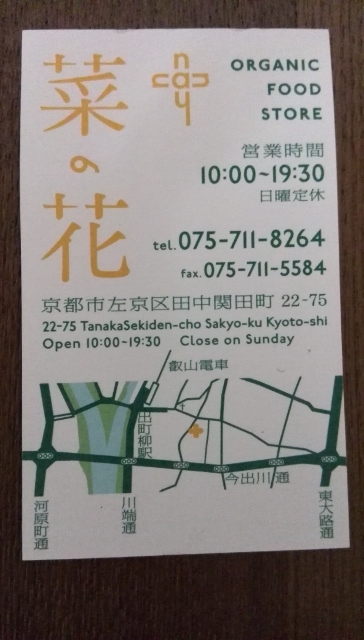 菜の花
nanacy
ORGANIC
FOOD
STORE
営業時間
10:00~19:30
日曜定休
tel.075-711-8264
fax.075-711-5584
京都市左京区田中関田町 22-75
22-75 TanakaSekiden-cho Sakyo-ku Kyoto-shi
Open 10:00~19:30 Close on Sunday
叡山電車
出町柳駅
今出川通
河原町通
川端通
東大路通